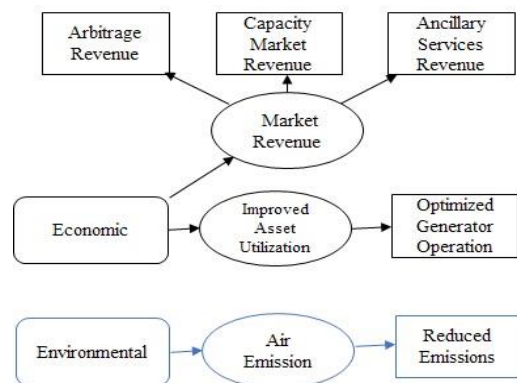 Arbitrage
Revenue
Capacity
Market
Revenue
Ancillary
Services
Revenue
Market
Revenue
Economic
Improved
Asset
Utilization
Optimized
Generator
Operation
Environmental
Air
Emission
Reduced
Emissions